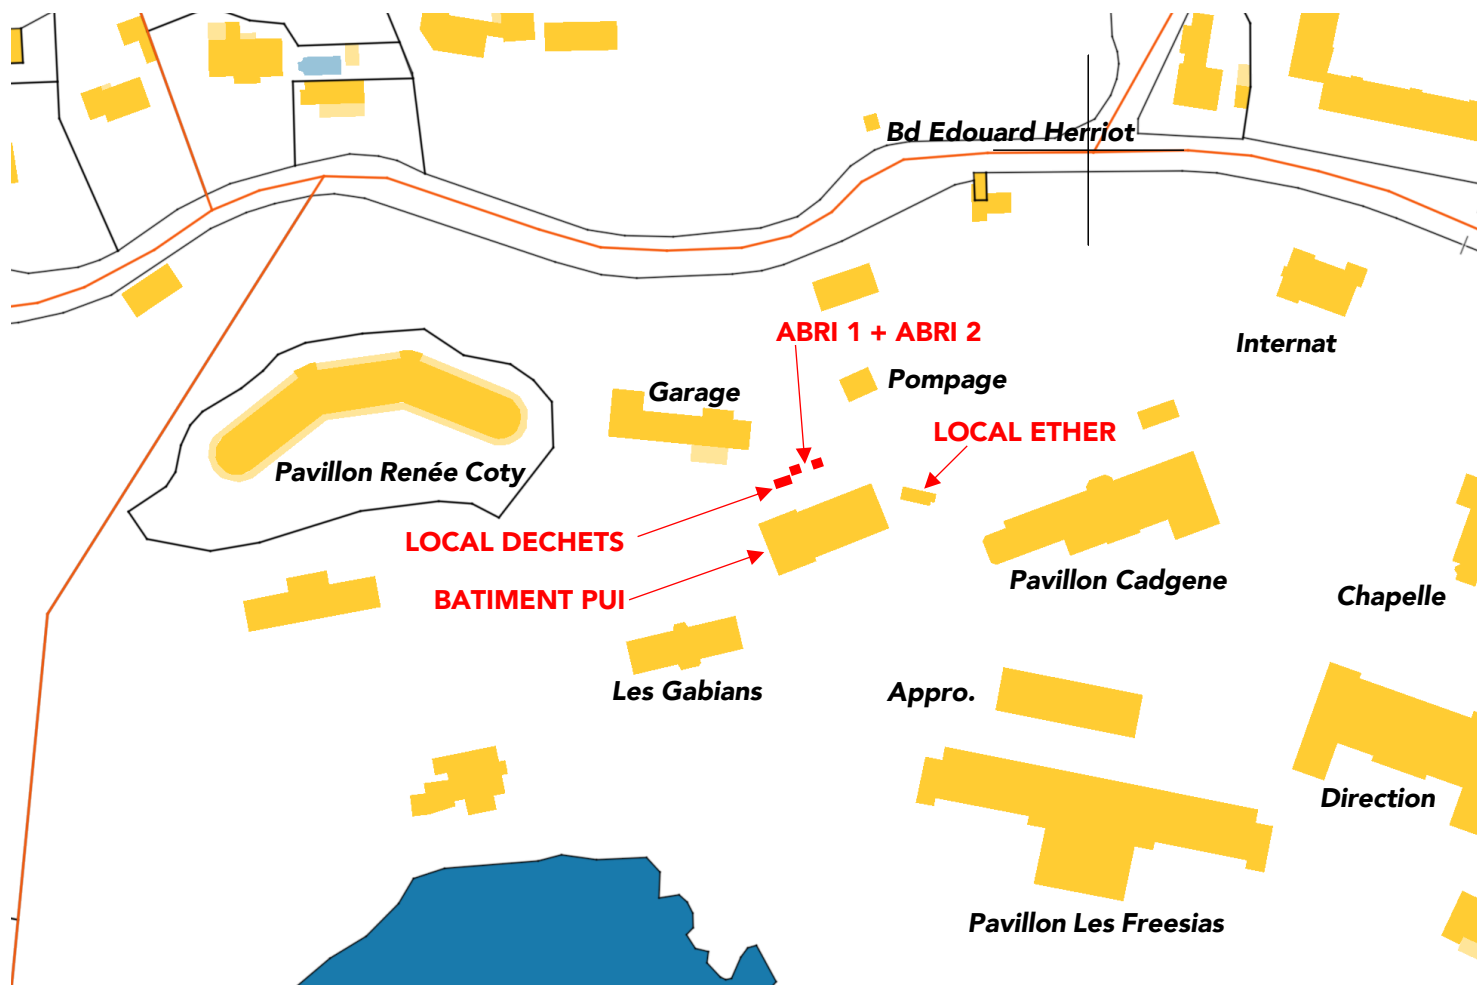 Bd Edouard Herriot
ABRI 1 + ABRI 2
Internat
Pompage
Garage
LOCAL ETHER
Pavillon Renée Coty
LOCAL DECHETS
Pavillon Cadgene
BATIMENT PUI
Chapelle
Les Gabians
Appro.
Direction
Pavillon Les Freesias